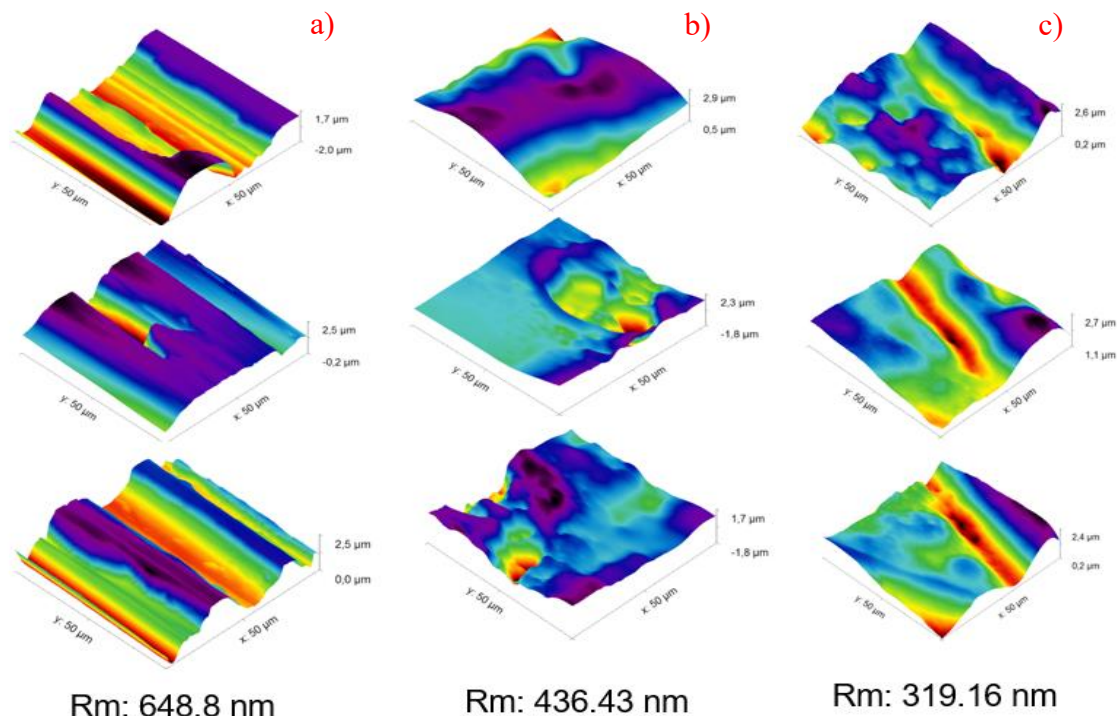 a)
b)
c)
1,7 µm
-2,0 µm
y: 50 µm
x: 50 µm
2,9 µm
0,5 µm
y: 50 µm
x: 50 µm
2,6 µm
0,2 µm
y: 50 µm
x: 50 µm
2,5 µm
-0,2 µm
y: 50 µm
x: 50 µm
2,3 µm
-1,8 µm
y: 50 µm
x: 50 µm
2,7 µm
1,1 µm
y: 50 µm
x: 50 µm
2,5 µm
0,0 µm
y: 50 µm
x: 50 µm
1,7 µm
-1,8 µm
y: 50 µm
x: 50 µm
2,4 µm
0,2 µm
y: 50 µm
x: 50 µm
Rm: 648.8 nm
Rm: 436.43 nm
Rm: 319.16 nm